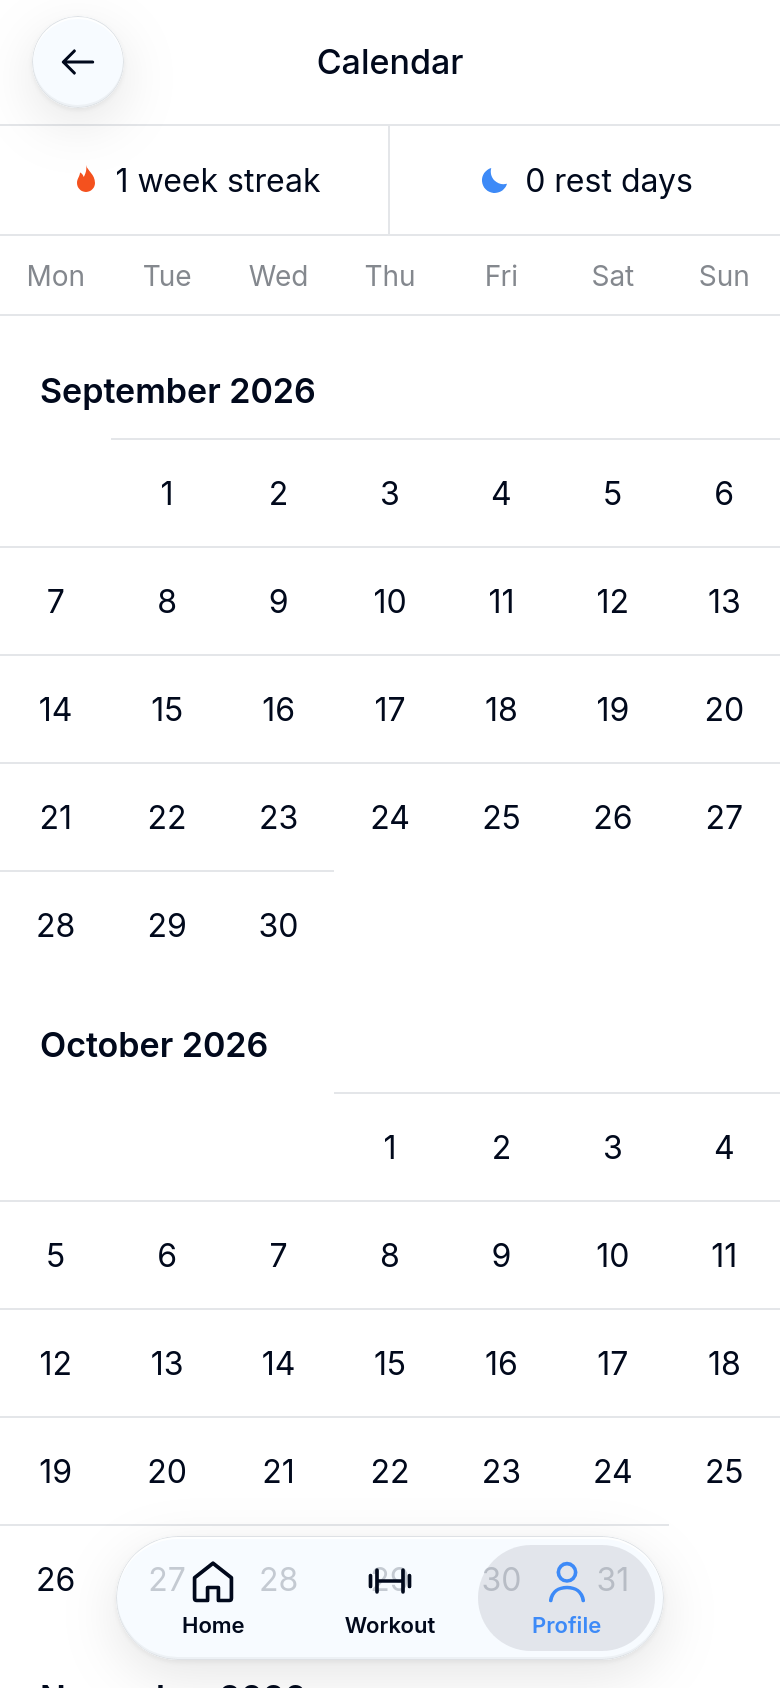 Calendar
1 week streak 0 rest days
Mon Tue Wed Thu Fri Sat Sun
September 2026
1 2 3 4 5 6
7 8 9 10 11 12 13
14 15 16 17 18 19 20
21 22 23 24 25 26 27
28 29 30
October 2026
1 2 3 4
5 6 7 8 9 10 11
12 13 14 15 16 17 18
19 20 21 22 23 24 25
26 27 28 29 30 31
Home Workout Profile